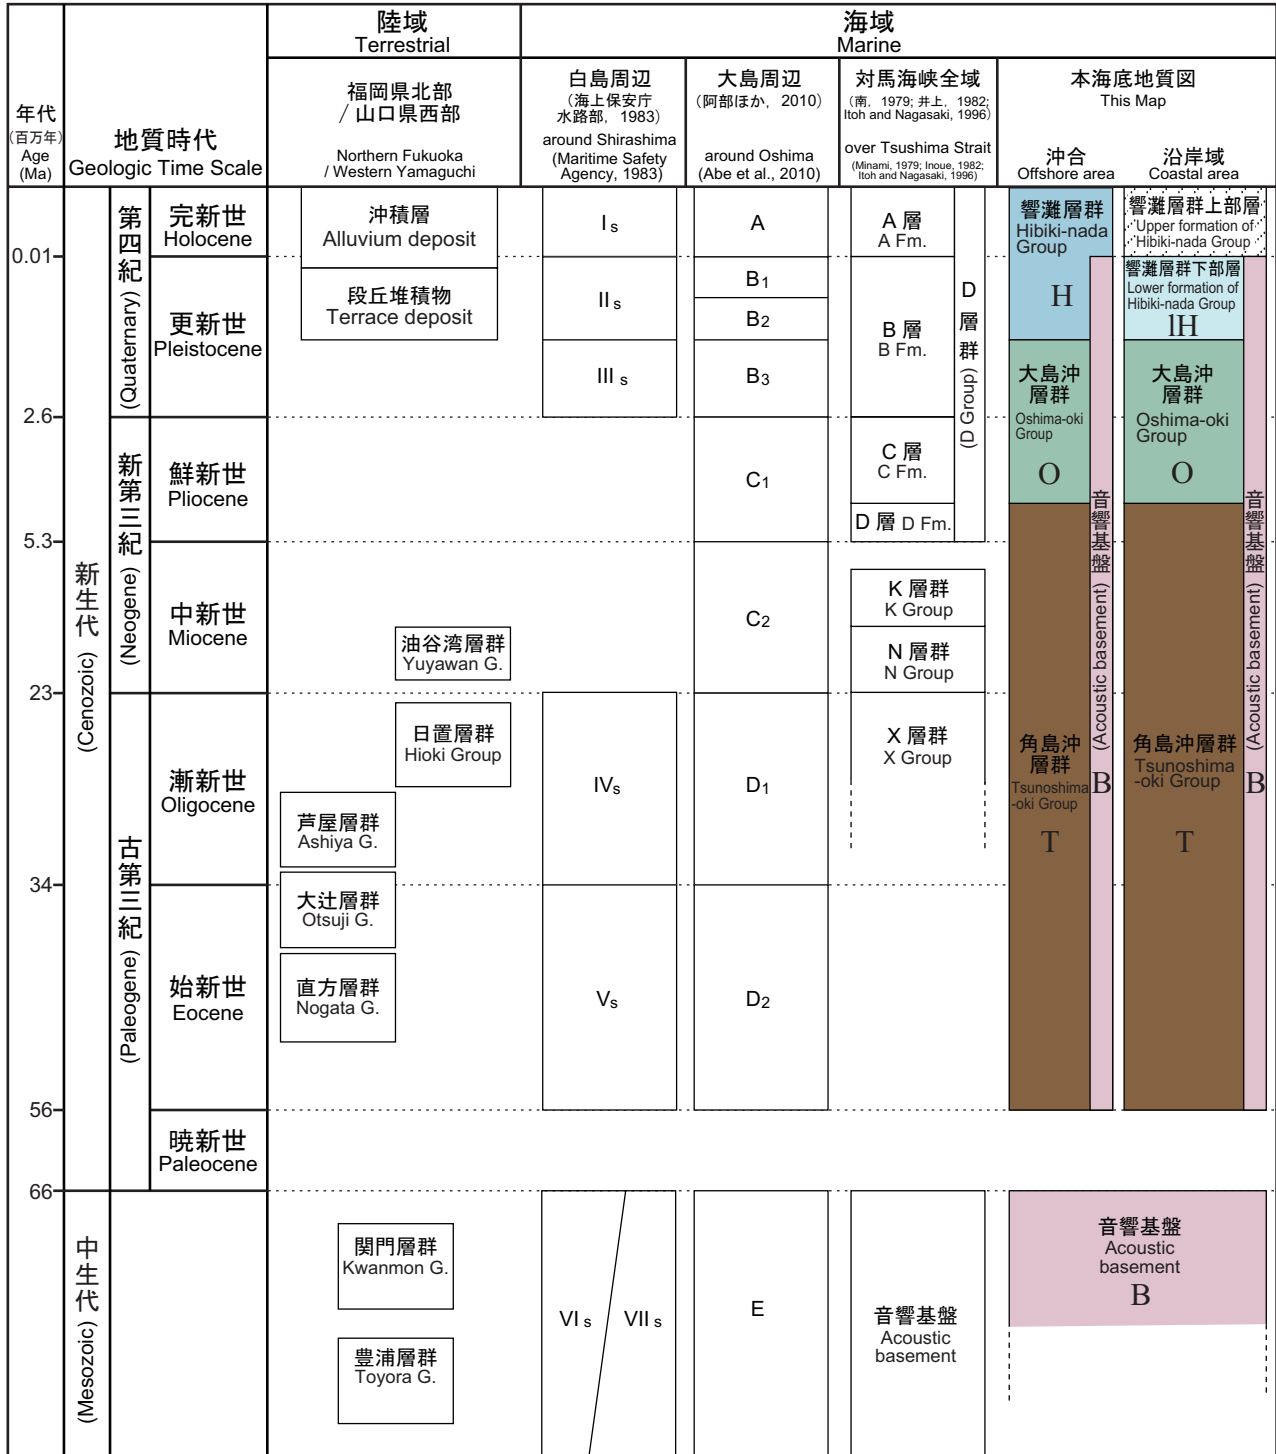 陸域
Terrestrial
海域
Marine
年代
(百万年)
Age
(Ma)
地質時代
Geologic Time Scale
福岡県北部
/ 山口県西部
Northern Fukuoka
/ Western Yamaguchi
白島周辺
(海上保安庁
水路部, 1983)
around Shirashima
(Maritime Safety
Agency, 1983)
大島周辺
(阿部ほか, 2010)
around Oshima
(Abe et al., 2010)
対馬海峡全域
(南, 1979; 井上, 1982;
Itoh and Nagasaki, 1996)
over Tsushima Strait
(Minami, 1979; Inoue, 1982;
Itoh and Nagasaki, 1996)
本海底地質図
This Map
沖合
Offshore area
沿岸域
Coastal area
0.01
2.6
5.3
23
34
56
66
新生代
(Cenozoic)
中生代
(Mesozoic)
第四紀
(Quaternary)
新第三紀
(Neogene)
古第三紀
(Paleogene)
完新世
Holocene
更新世
Pleistocene
鮮新世
Pliocene
中新世
Miocene
漸新世
Oligocene
始新世
Eocene
暁新世
Paleocene
沖積層
Alluvium deposit
段丘堆積物
Terrace deposit
油谷湾層群
Yuyawan G.
日置層群
Hioki Group
芦屋層群
Ashiya G.
大辻層群
Otsuji G.
直方層群
Nogata G.
関門層群
Kwanmon G.
豊浦層群
Toyora G.
I s
II s
III s
IV s
V s
VI s
VII s
A
B1
B2
B3
C1
C2
D1
D2
E
A 層
A Fm.
B 層
B Fm.
C 層
C Fm.
D 層 D Fm.
D層群
(D Group)
K 層群
K Group
N 層群
N Group
X 層群
X Group
音響基盤
Acoustic
basement
響灘層群
Hibiki-nada
Group
H
大島沖
層群
Oshima-oki
Group
O
角島沖
層群
Tsunoshima
-oki Group
T
音響基盤
(Acoustic basement)
B
響灘層群上部層
Upper formation of
Hibiki-nada Group
響灘層群下部層
Lower formation of
Hibiki-nada Group
lH
大島沖
層群
Oshima-oki
Group
O
角島沖層群
Tsunoshima
-oki Group
T
音響基盤
(Acoustic basement)
B
音響基盤
Acoustic
basement
B